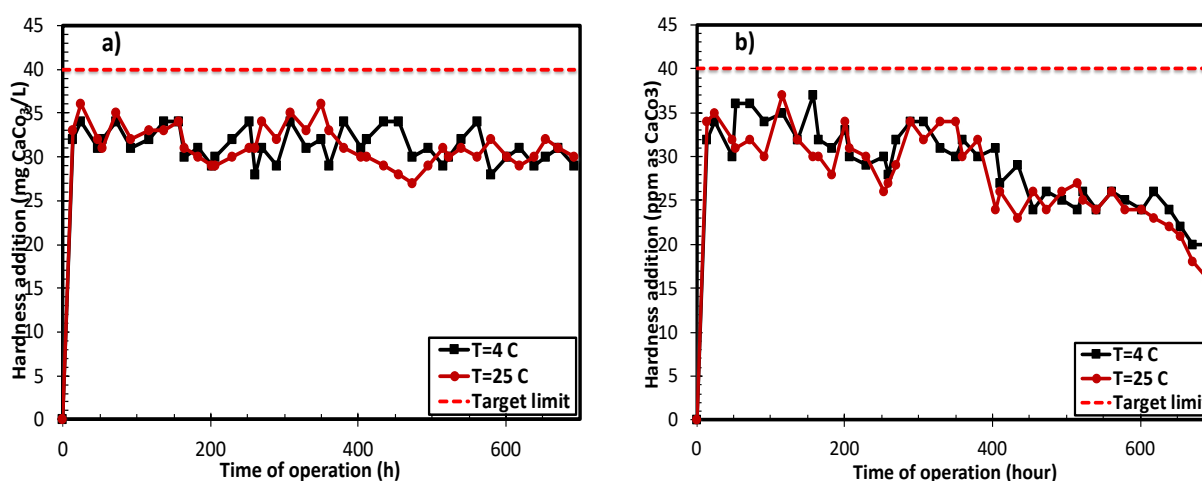 a)
Hardness addition (mg CaCo₃/L)
45
40
35
30
25
20
15
10
5
0
0
200
400
600
Time of operation (h)
T=4 C
T=25 C
Target limit
b)
Hardness addition (ppm as CaCo3)
45
40
35
30
25
20
15
10
5
0
0
200
400
600
Time of operation (hour)
T=4 C
T=25 C
Target limi